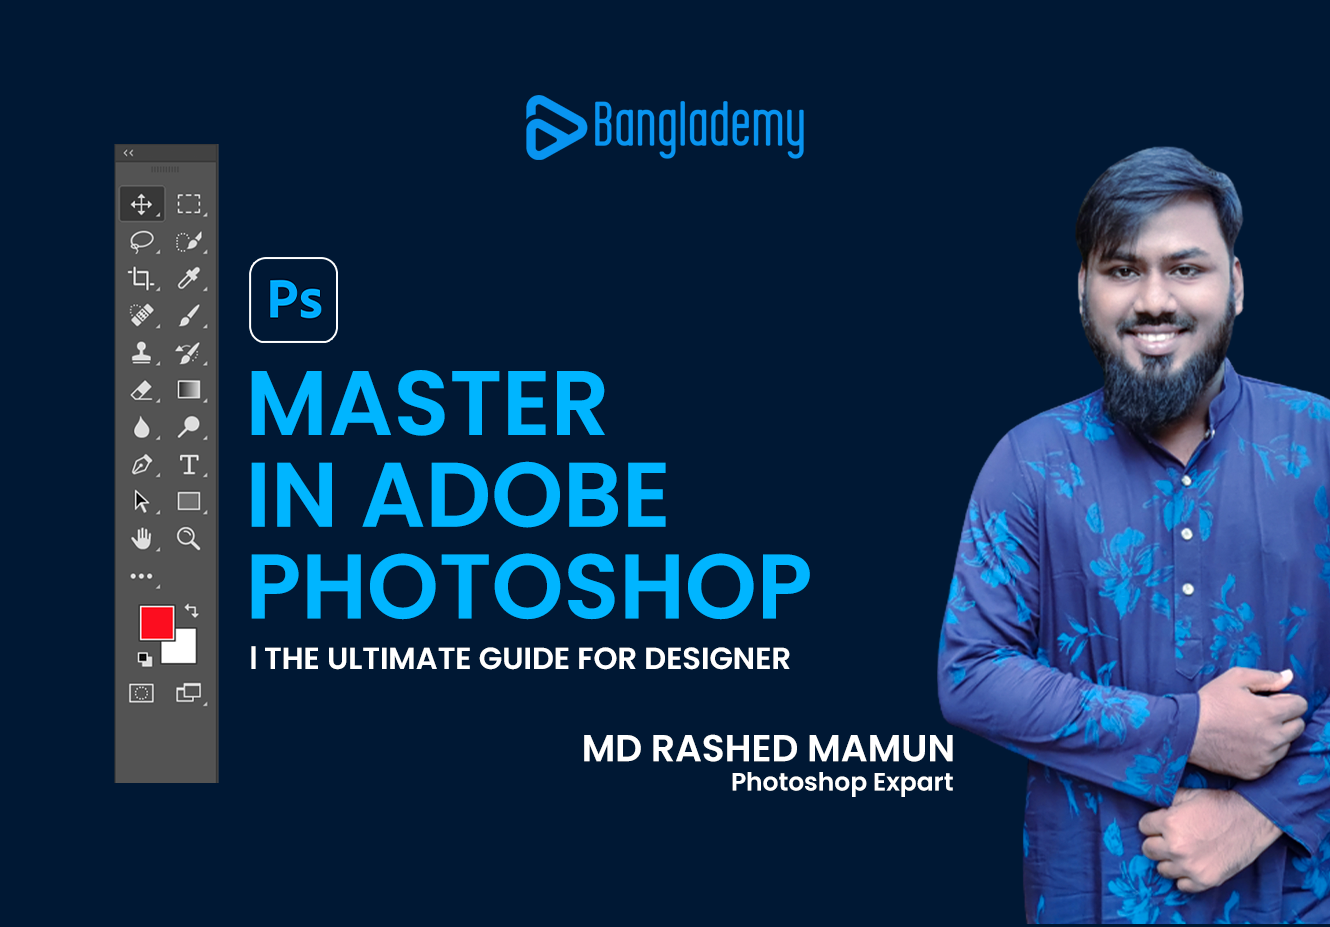 Banglademy
Ps
MASTER
IN ADOBE
PHOTOSHOP
| THE ULTIMATE GUIDE FOR DESIGNER
MD RASHED MAMUN
Photoshop Expart
T